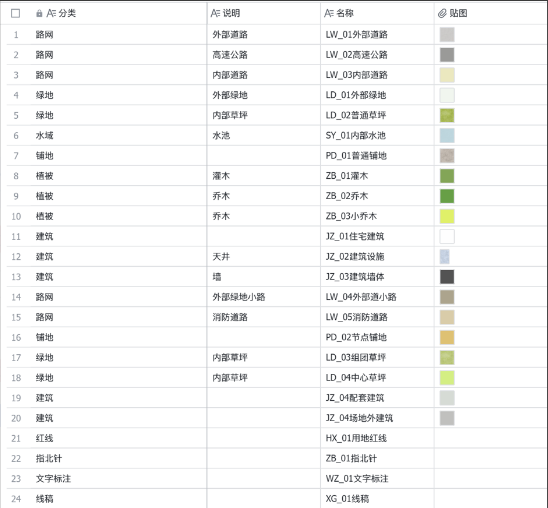 分类 说明 名称 贴图
1 路网 外部道路 LW_01外部道路
2 路网 高速公路 LW_02高速公路
3 路网 内部道路 LW_03内部道路
4 绿地 外部绿地 LD_01外部绿地
5 绿地 内部草坪 LD_02普通草坪
6 水域 水池 SY_01内部水池
7 铺地 PD_01普通铺地
8 植被 灌木 ZB_01灌木
9 植被 乔木 ZB_02乔木
10 植被 乔木 ZB_03小乔木
11 建筑 JZ_01住宅建筑
12 建筑 天井 JZ_02建筑设施
13 建筑 墙 JZ_03建筑墙体
14 路网 外部绿地小路 LW_04外部道小路
15 路网 消防道路 LW_05消防道路
16 铺地 PD_02节点铺地
17 绿地 内部草坪 LD_03组团草坪
18 绿地 内部草坪 LD_04中心草坪
19 建筑 JZ_04配套建筑
20 建筑 JZ_04场地外建筑
21 红线 HX_01用地红线
22 指北针 ZB_01指北针
23 文字标注 WZ_01文字标注
24 线稿 XG_01线稿